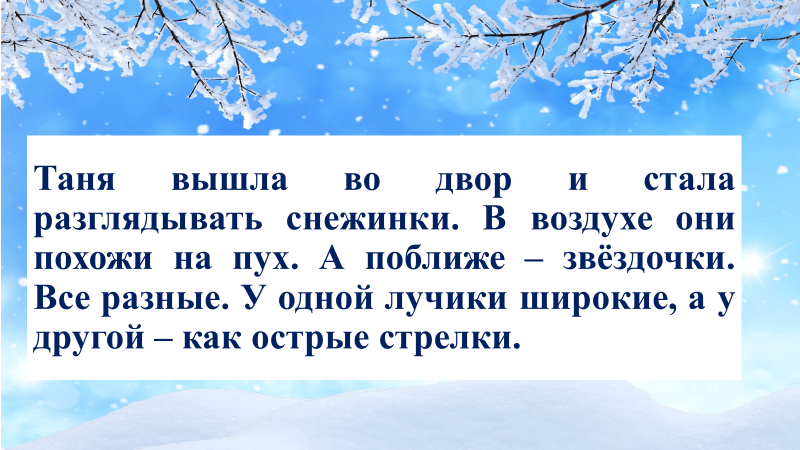 Таня вышла во двор и стала
разглядывать снежинки. В воздухе они
похожи на пух. А поближе – звёздочки.
Все разные. У одной лучики широкие, а у
другой – как острые стрелки.